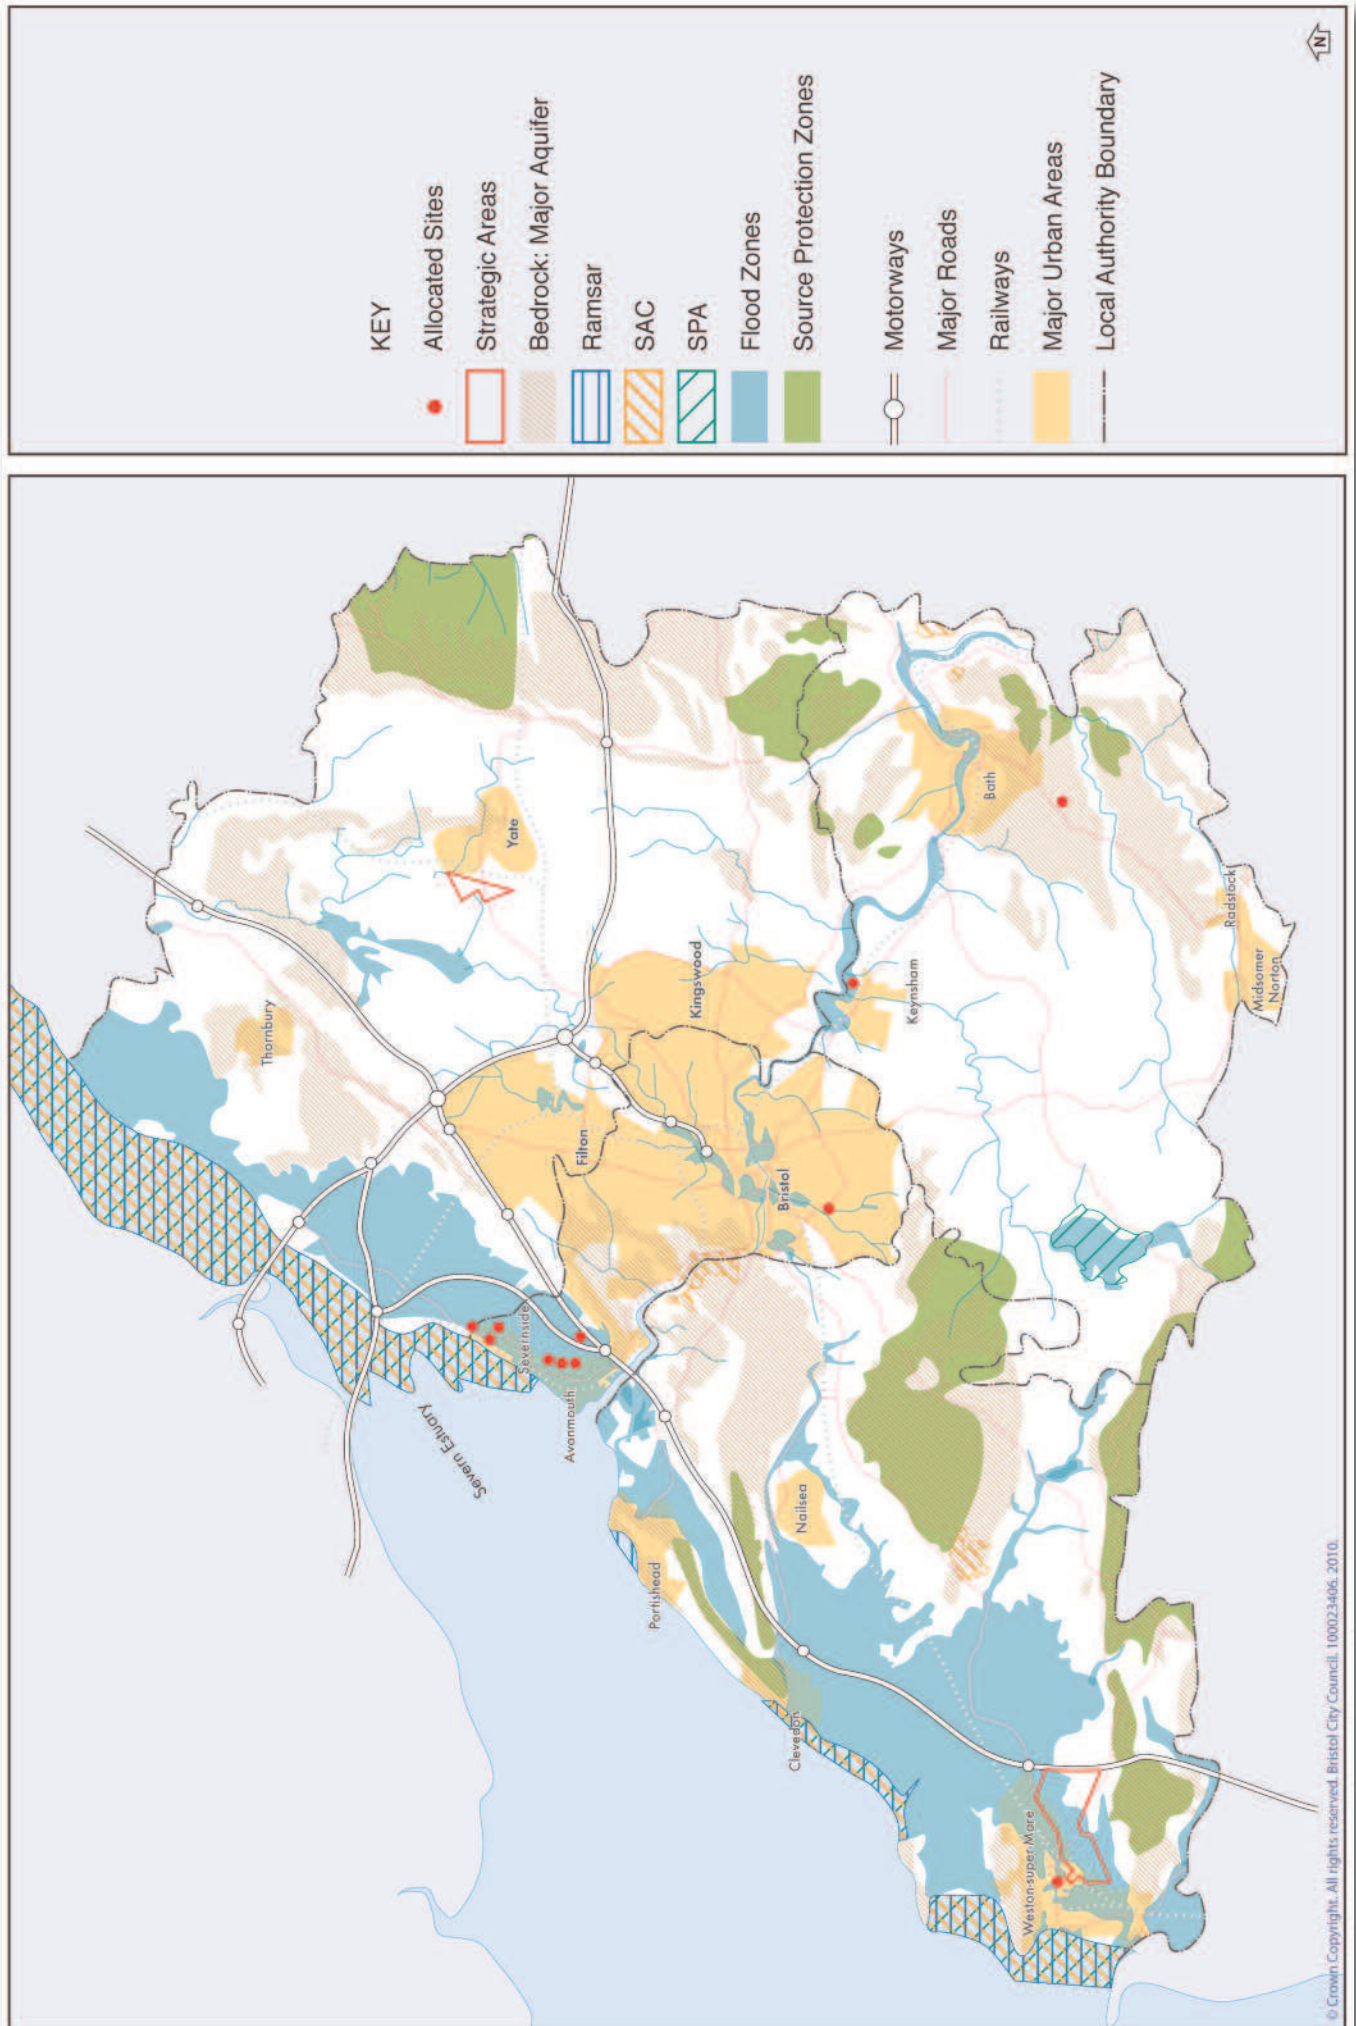 KEY
Allocated Sites
Strategic Areas
Bedrock: Major Aquifer
Ramsar
SAC
SPA
Flood Zones
Source Protection Zones
Motorways
Major Roads
Railways
Major Urban Areas
Local Authority Boundary
N
Thornbury
Yate
Severn Estuary
Severnside
Avonmouth
Filton
Kingswood
Bristol
Keynsham
Bath
Portishead
Nailsea
Clevedon
Weston-super-Mare
Radstock
Midsomer
Norton
© Crown Copyright. All rights reserved. Bristol City Council. 100023406. 2010.